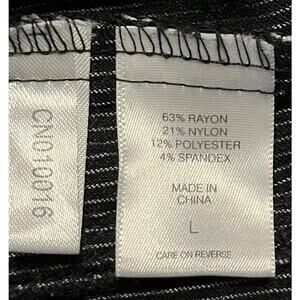 CN010016
63% RAYON
21% NYLON
12% POLYESTER
4% SPANDEX
MADE IN
CHINA
L
CARE ON REVERSE